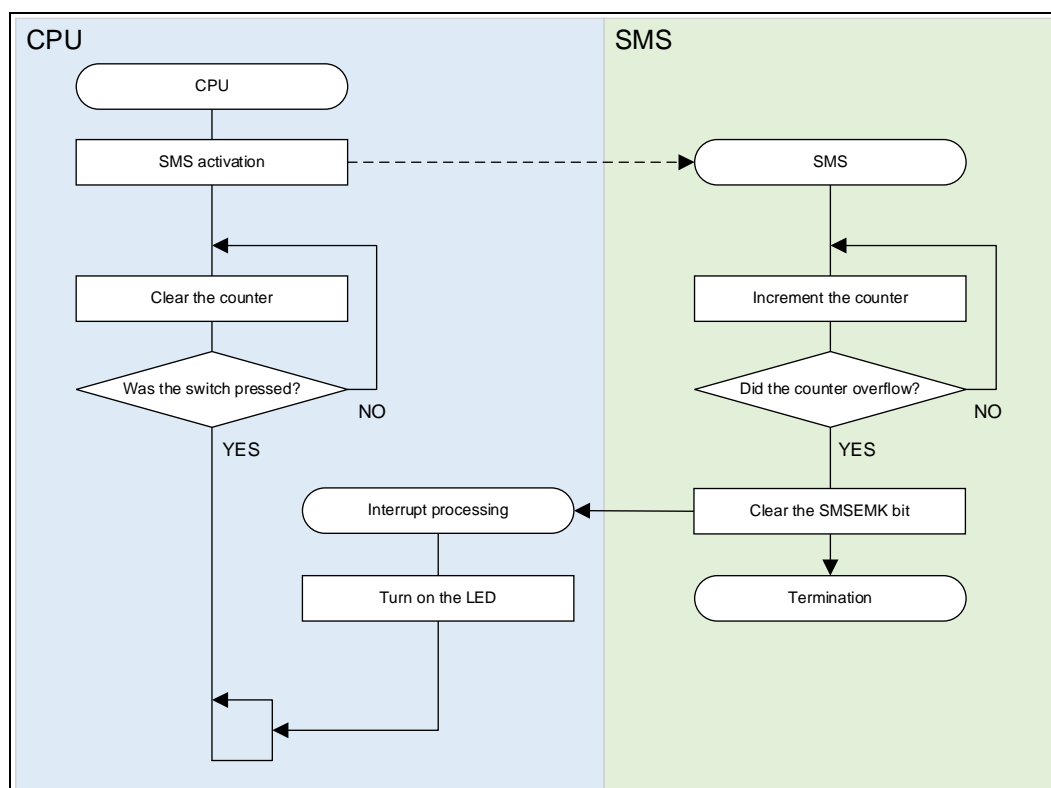 CPU
SMS
CPU
SMS activation
SMS
Clear the counter
Increment the counter
Was the switch pressed?
Did the counter overflow?
NO
NO
YES
YES
Interrupt processing
Clear the SMSEMK bit
Turn on the LED
Termination